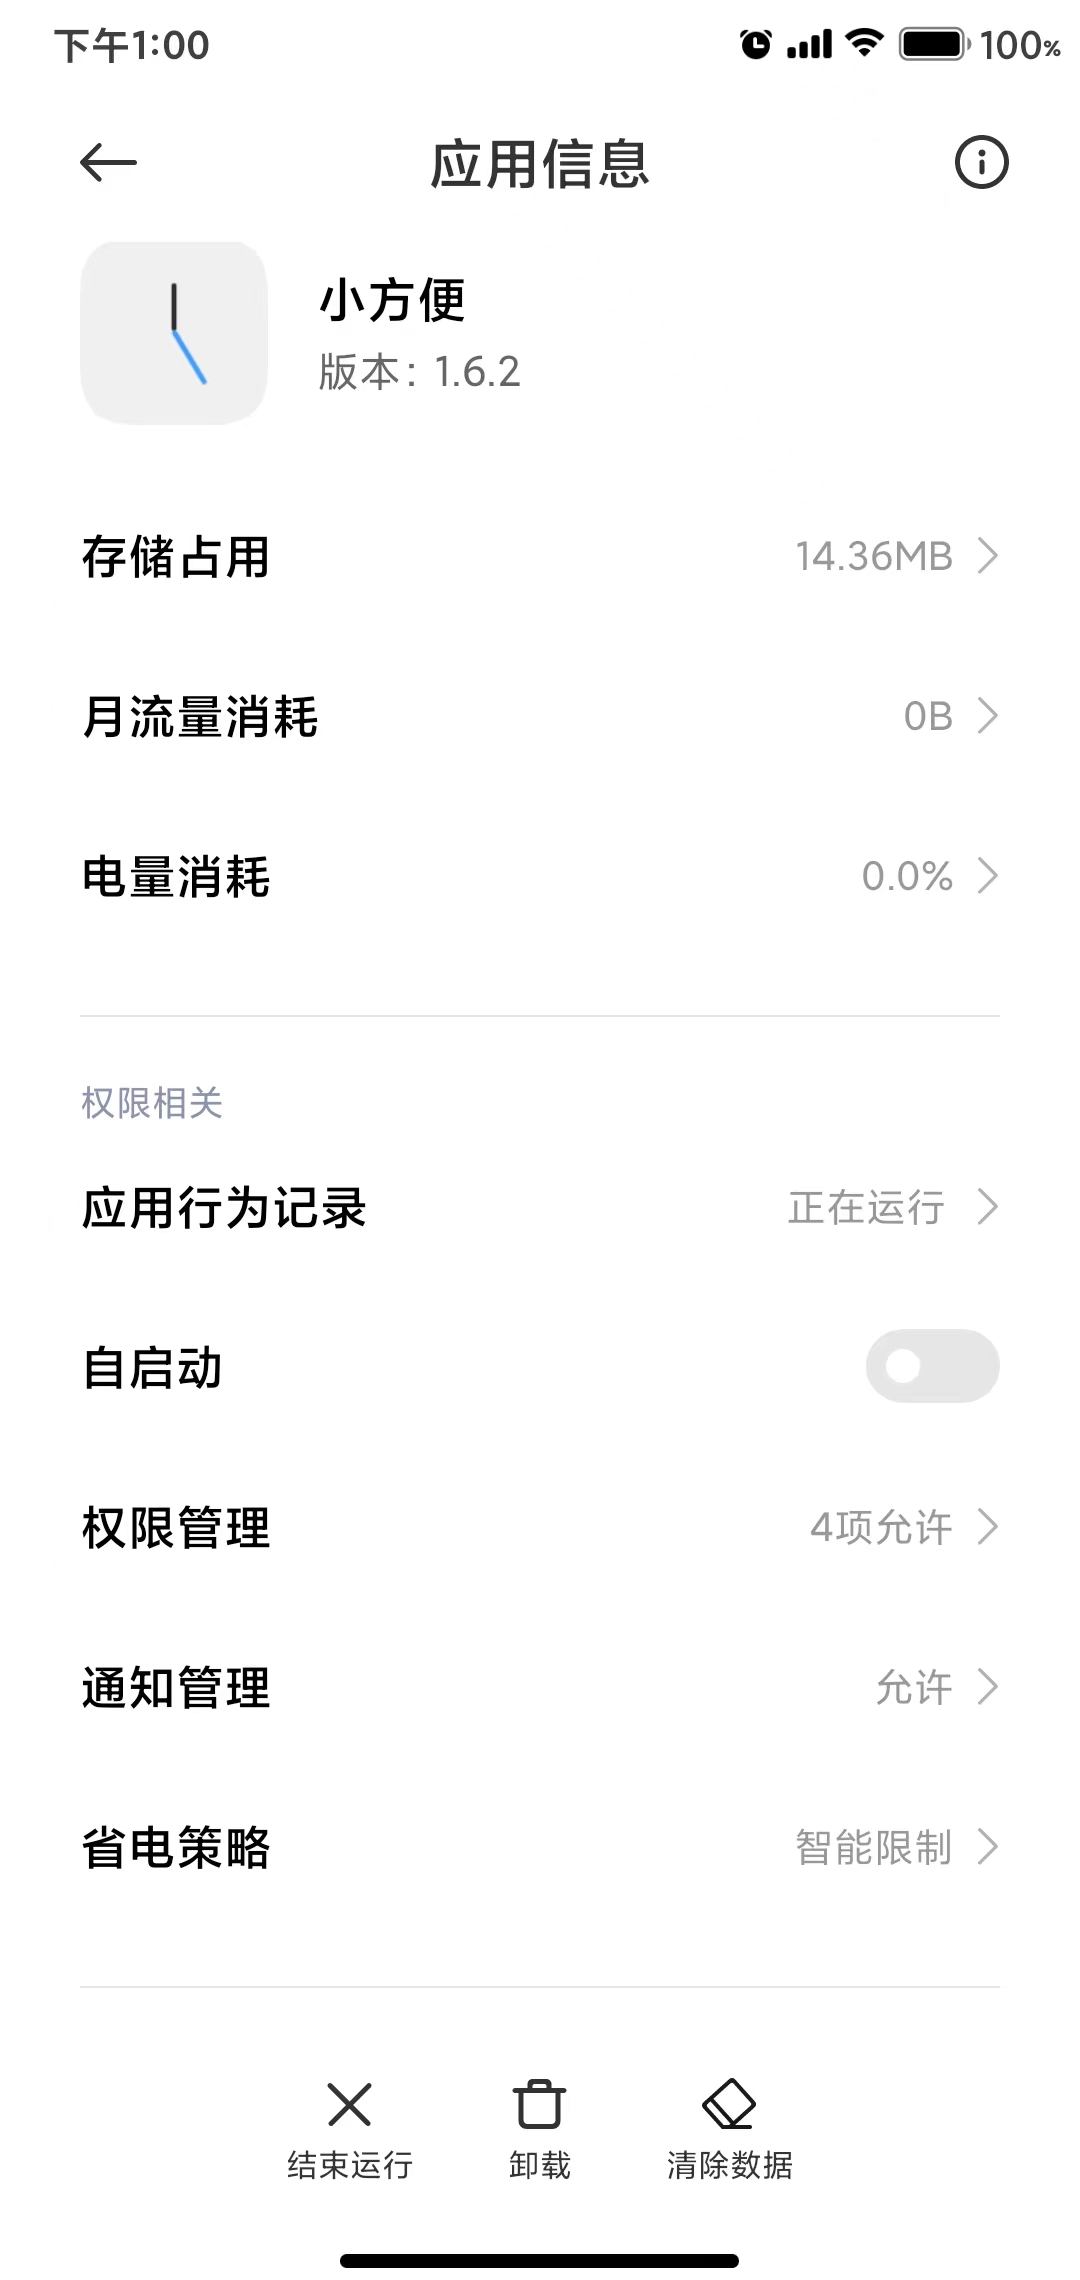 下午1:00
100%
应用信息
小方便
版本：1.6.2
存储占用
14.36MB
月流量消耗
0B
电量消耗
0.0%
权限相关
应用行为记录
正在运行
自启动
权限管理
4项允许
通知管理
允许
省电策略
智能限制
结束运行
卸载
清除数据